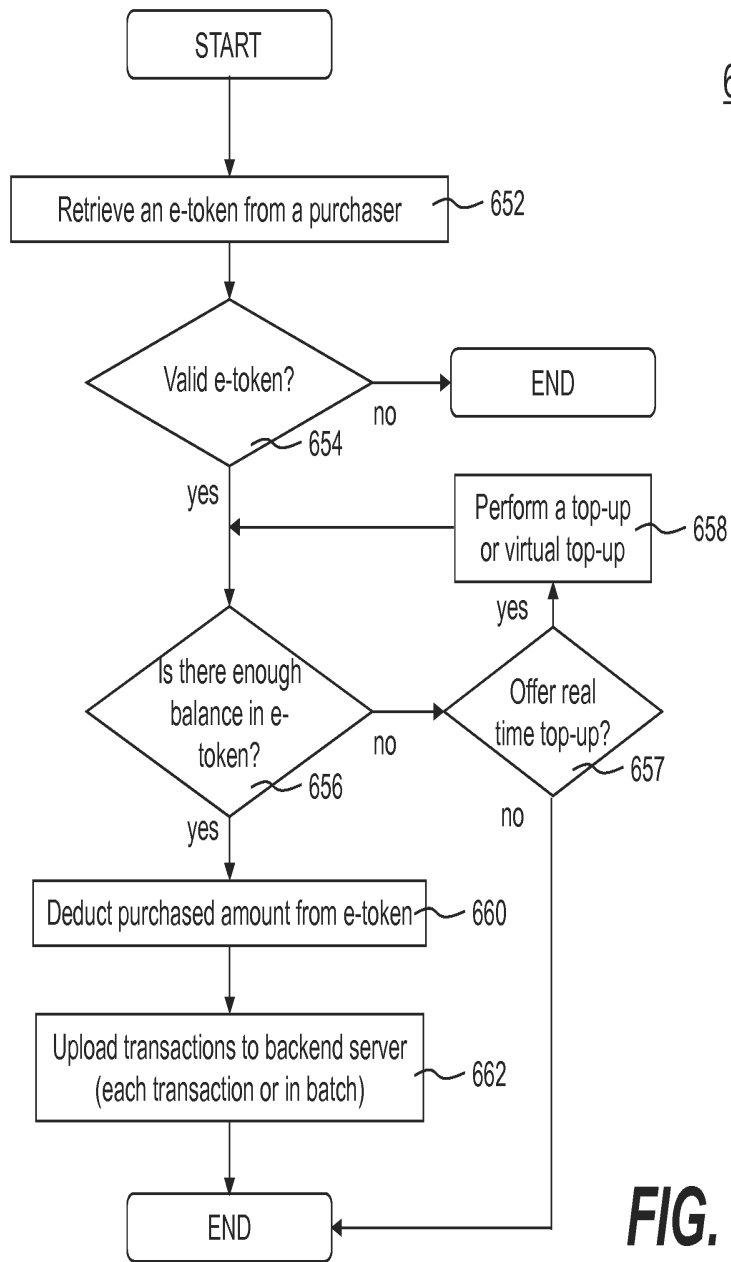 START
6
Retrieve an e-token from a purchaser
652
Valid e-token?
no
END
654
yes
Perform a top-up
or virtual top-up
658
yes
Is there enough
balance in e-
token?
no
Offer real
time top-up?
656
657
yes
no
Deduct purchased amount from e-token
660
Upload transactions to backend server
(each transaction or in batch)
662
END
FIG.